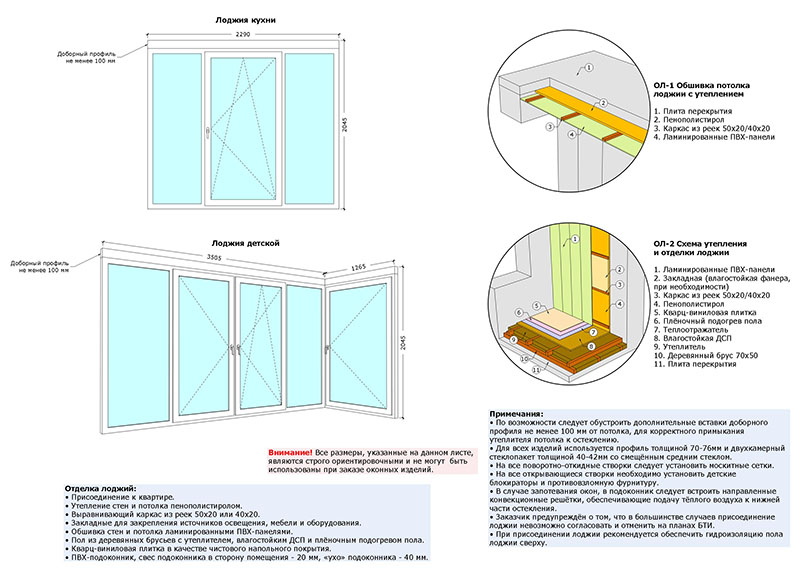 Лоджия кухни
2290
Доборный профиль
не менее 100 мм
2045
Лоджия детской
3505
1265
Доборный профиль
не менее 100 мм
2045
Внимание! Все размеры, указанные на данном листе,
являются строго ориентировочными и не могут быть
использованы при заказе оконных изделий.
Отделка лоджий:
• Присоединение к квартире.
• Утепление стен и потолка пенополистиролом.
• Выравнивающий каркас из реек 50х20 или 40х20.
• Закладные для закрепления источников освещения, мебели и оборудования.
• Обшивка стен и потолка ламинированными ПВХ-панелями.
• Пол из деревянных брусьев с утеплителем, влагостойким ДСП и плёночным подогревом пола.
• Кварц-виниловая плитка в качестве чистового напольного покрытия.
• ПВХ-подоконник, свес подоконника в сторону помещения - 20 мм, «ухо» подоконника - 40 мм.
1
2
3
4
ОЛ-1 Обшивка потолка
лоджии с утеплением
1. Плита перекрытия
2. Пенополистирол
3. Каркас из реек 50х20/40х20
4. Ламинированные ПВХ-панели
1
2
3
4
5
6
7
8
9
10
11
ОЛ-2 Схема утепления
и отделки лоджии
1. Ламинированные ПВХ-панели
2. Закладная (влагостойкая фанера,
при необходимости)
3. Каркас из реек 50х20/40х20
4. Пенополистирол
5. Кварц-виниловая плитка
6. Плёночный подогрев пола
7. Теплоотражатель
8. Влагостойкая ДСП
9. Утеплитель
10. Деревянный брус 70х50
11. Плита перекрытия
Примечания:
• По возможности следует обустроить дополнительные вставки доборного
профиля не менее 100 мм от потолка, для корректного примыкания
утеплителя потолка к остеклению.
• Для всех изделий используется профиль толщиной 70-76мм и двухкамерный
стеклопакет толщиной 40-42мм со смещённым средним стеклом.
• На все поворотно-откидные створки следует установить москитные сетки.
• На все открывающиеся створки необходимо установить детские
блокираторы и противовзломную фурнитуру.
• В случае запотевания окон, в подоконник следует встроить направленные
конвекционные решётки, обеспечивающие подачу тёплого воздуха к нижней
части остекления.
• Заказчик предупреждён о том, что в большинстве случаев присоединение
лоджии невозможно согласовать и отменить на планах БТИ.
• При присоединении лоджии рекомендуется обеспечить гидроизоляцию пола
лоджии сверху.